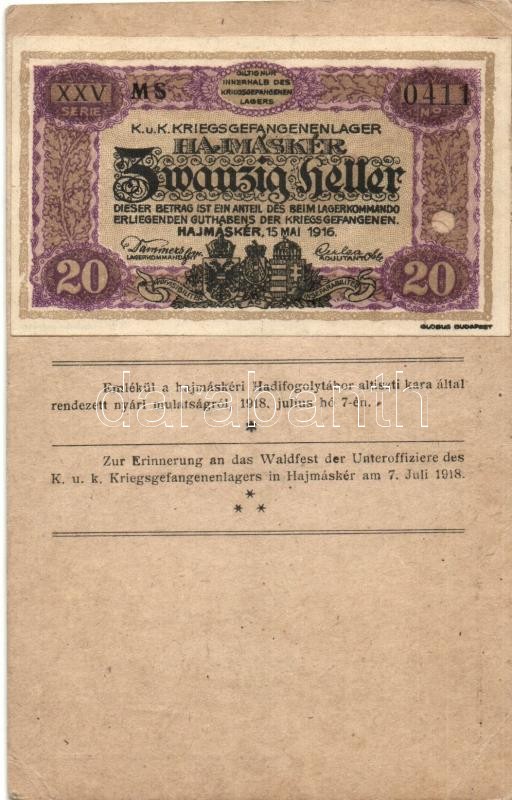 XXV
SERIE
MS
GILTIG NUR
INNERHALB DES
KRIEGSGEFANGENEN
LAGERS
0411
K.u.K. KRIEGSGEFANGENENLAGER
HAJMÁSKÉR
Zwanzig Heller
DIESER BETRAG IST EIN ANTEIL DES BEIM LAGERKOMMANDO
ERLIEGENDEN GUTHABENS DER KRIEGSGEFANGENEN.
HAJMÁSKÉR, 15 MAI 1916.
LAGERKOMMANDANT
ADJUTANT
20
20
GLOBUS BUDAPEST
Emlékül a hajmáskéri Hadifogolytábor altiszti kara által
rendezett nyári mulatságról, 1918. julius hó 7-én.
*
Zur Erinnerung an das Waldfest der Unteroffiziere des
K. u. k. Kriegsgefangenenlagers in Hajmáskér am 7. Juli 1918.
*
* *
darabanth